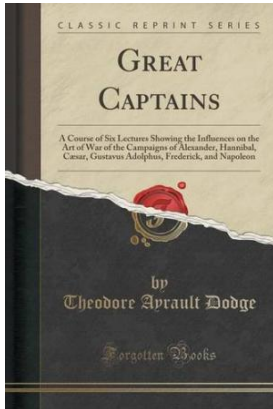 CLASSIC REPRINT SERIES
GREAT
CAPTAINS
A Course of Six Lectures Showing the Influences on the
Art of War of the Campaigns of Alexander, Hannibal,
Cæsar, Gustavus Adolphus, Frederick, and Napoleon
by
Theodore Ayrault Dodge
Forgotten Books